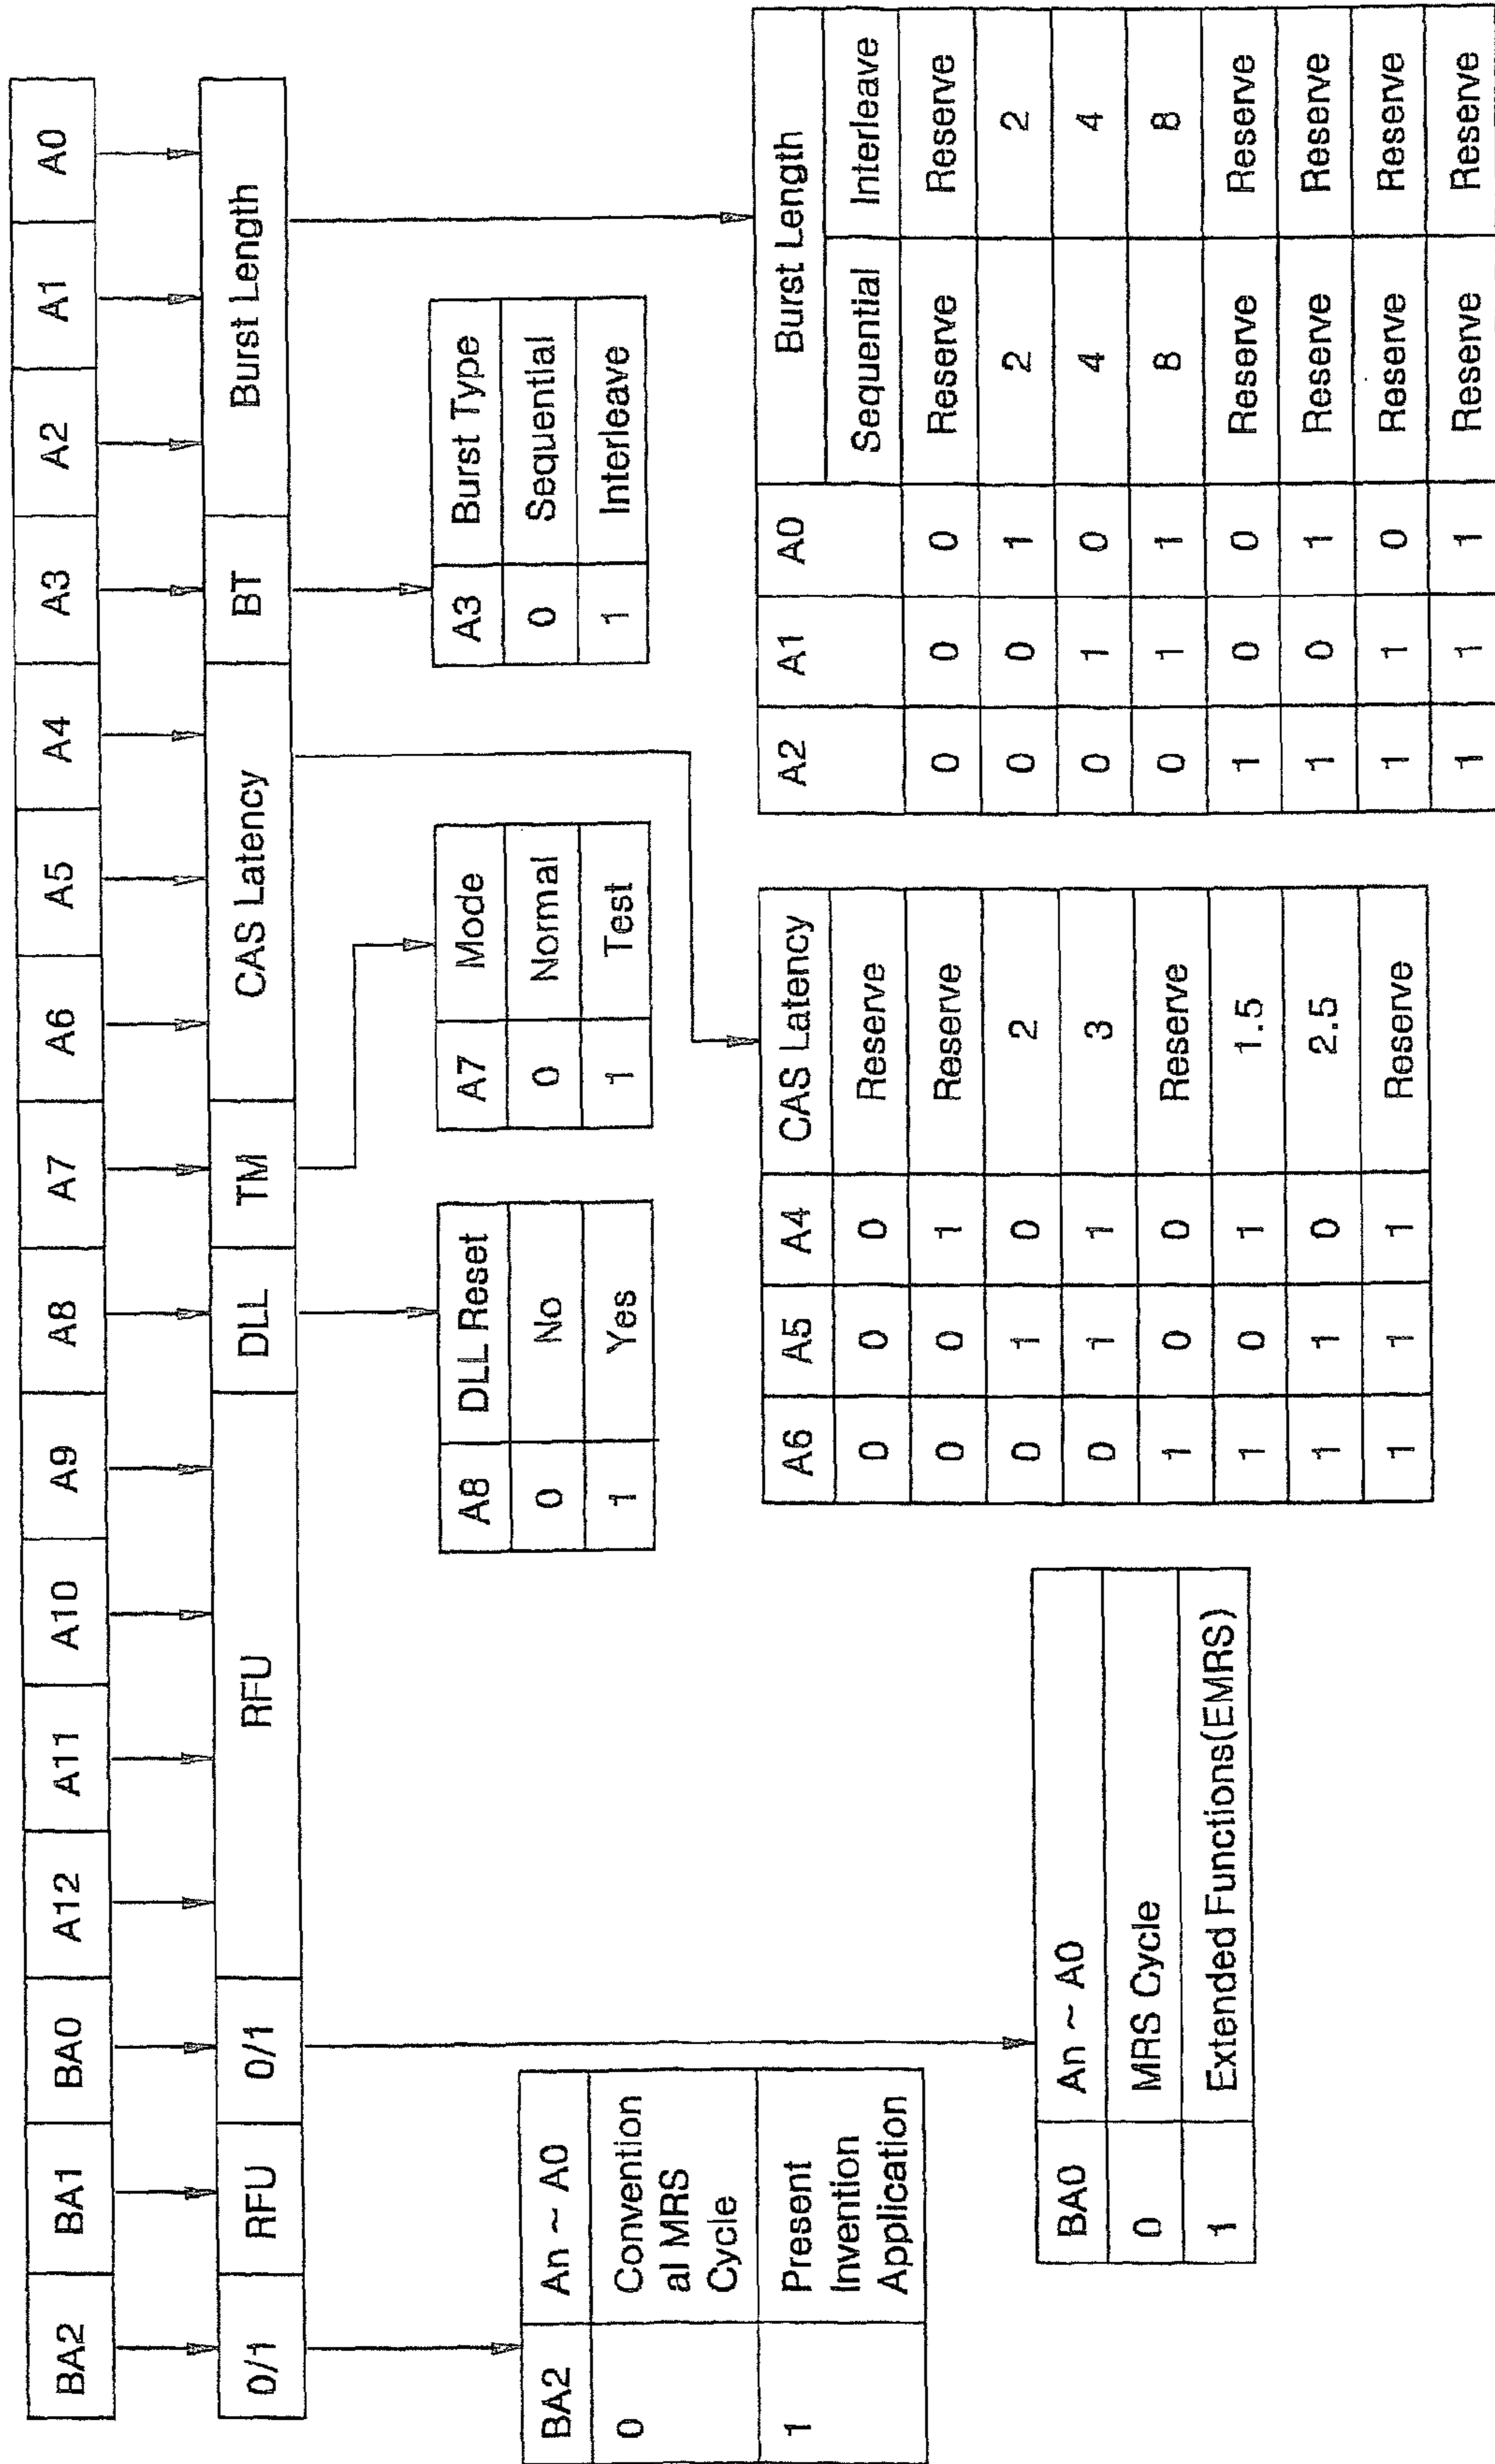 BA2 BA1 BA0 A12 A11 A10 A9 A8 A7 A6 A5 A4 A3 A2 A1 A0
0/1 RFU 0/1 RFU DLL TM CAS Latency BT Burst Length
A8 DLL Reset
0 No
1 Yes
A7 Mode
0 Normal
1 Test
A3 Burst Type
0 Sequential
1 Interleave
BA2 An ~ A0
0 Convention
al MRS
Cycle
1 Present
Invention
Application
BA0 An ~ A0
0 MRS Cycle
1 Extended Functions(EMRS)
A6 A5 A4 CAS Latency
0 0 0 Reserve
0 0 1 Reserve
0 1 0 2
0 1 1 3
1 0 0 Reserve
1 0 1 1.5
1 1 0 2.5
1 1 1 Reserve
A2 A1 A0 Burst Length
Sequential Interleave
0 0 0 Reserve Reserve
0 0 1 2 2
0 1 0 4 4
0 1 1 8 8
1 0 0 Reserve Reserve
1 0 1 Reserve Reserve
1 1 0 Reserve Reserve
1 1 1 Reserve Reserve